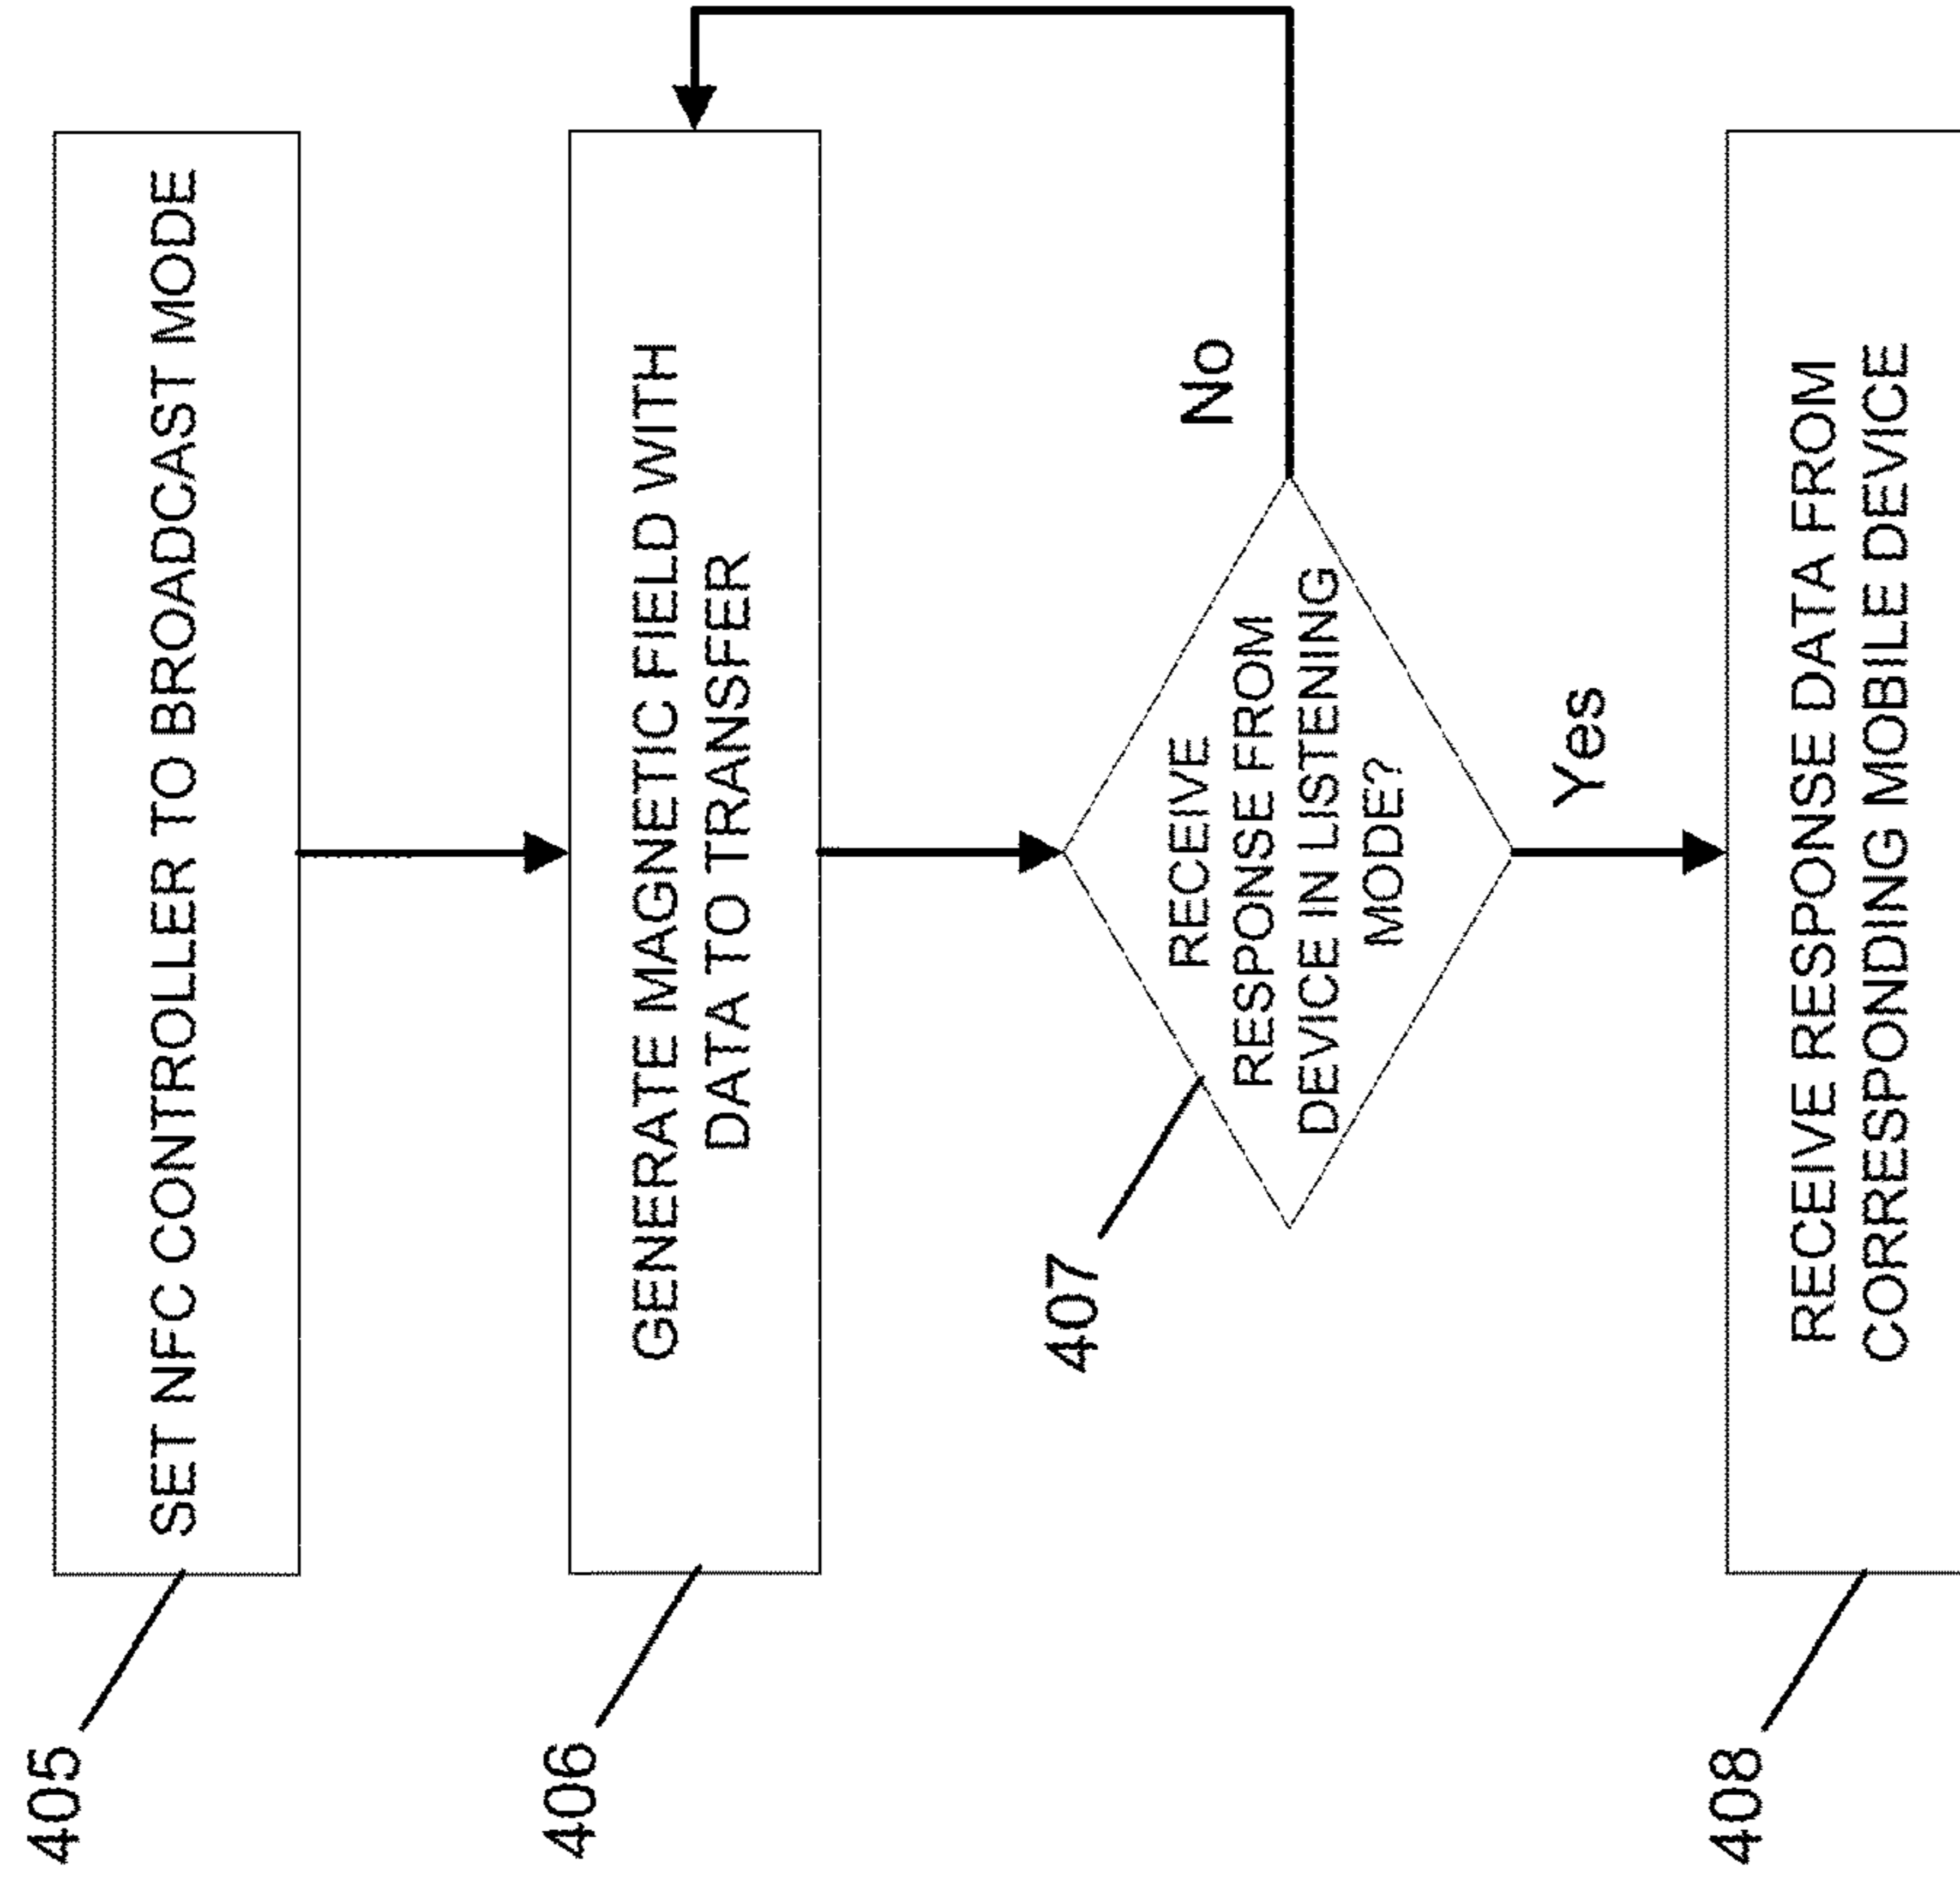 405
SET NFC CONTROLLER TO BROADCAST MODE
406
GENERATE MAGNETIC FIELD WITH
DATA TO TRANSFER
407
RECEIVE
RESPONSE FROM
DEVICE IN LISTENING
MODE?
No
Yes
408
RECEIVE RESPONSE DATA FROM
CORRESPONDING MOBILE DEVICE